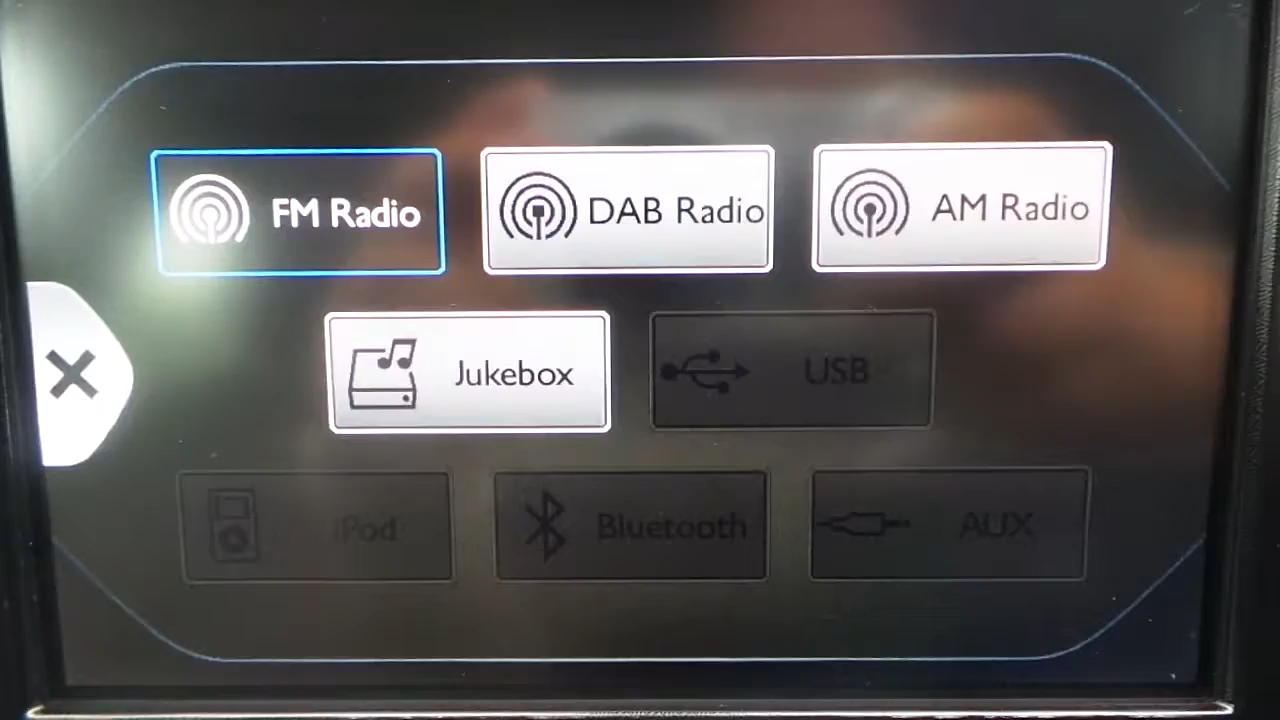 FM Radio
DAB Radio
AM Radio
Jukebox
USB
iPod
Bluetooth
AUX